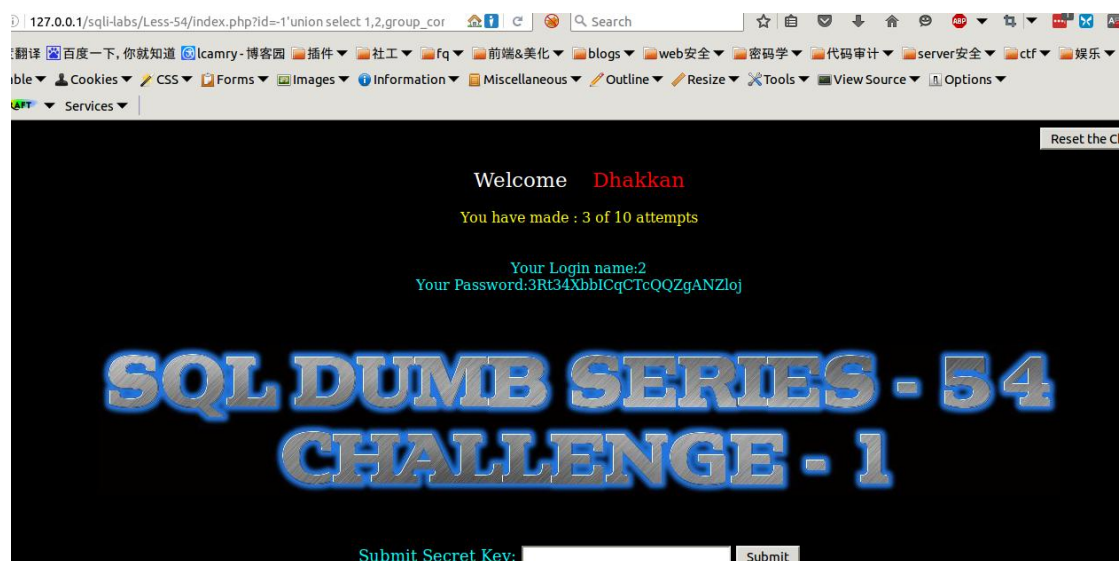 127.0.0.1/sqli-labs/Less-54/index.php?id=-1'union select 1,2,group_cor
Search
翻译 百度一下,你就知道 lcamry-博客园 插件 社工 fq 前端&美化 blogs web安全 密码学 代码审计 server安全 ctf 娱乐
Cookies CSS Forms Images Information Miscellaneous Outline Resize Tools View Source Options
Services
Reset the
Welcome Dhakkan
You have made : 3 of 10 attempts
Your Login name:2
Your Password:3Rt34XbbICqCTcQQZgANZloj
SQL DUMB SERIES - 54
CHALLENGE - 1
Submit Secret Key: Submit